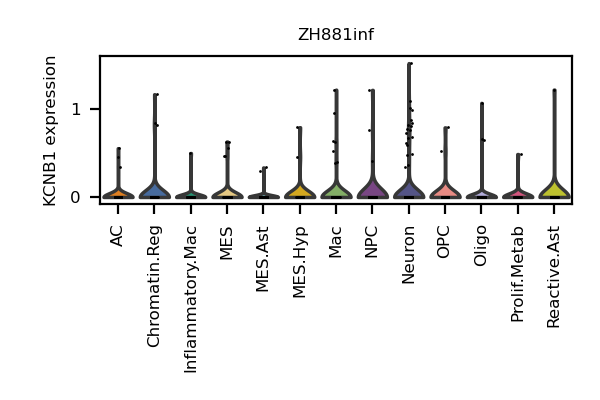 ZH881inf
KCNB1 expression
1
0
AC
Chromatin.Reg
Inflammatory.Mac
MES
MES.Ast
MES.Hyp
Mac
NPC
Neuron
OPC
Oligo
Prolif.Metab
Reactive.Ast